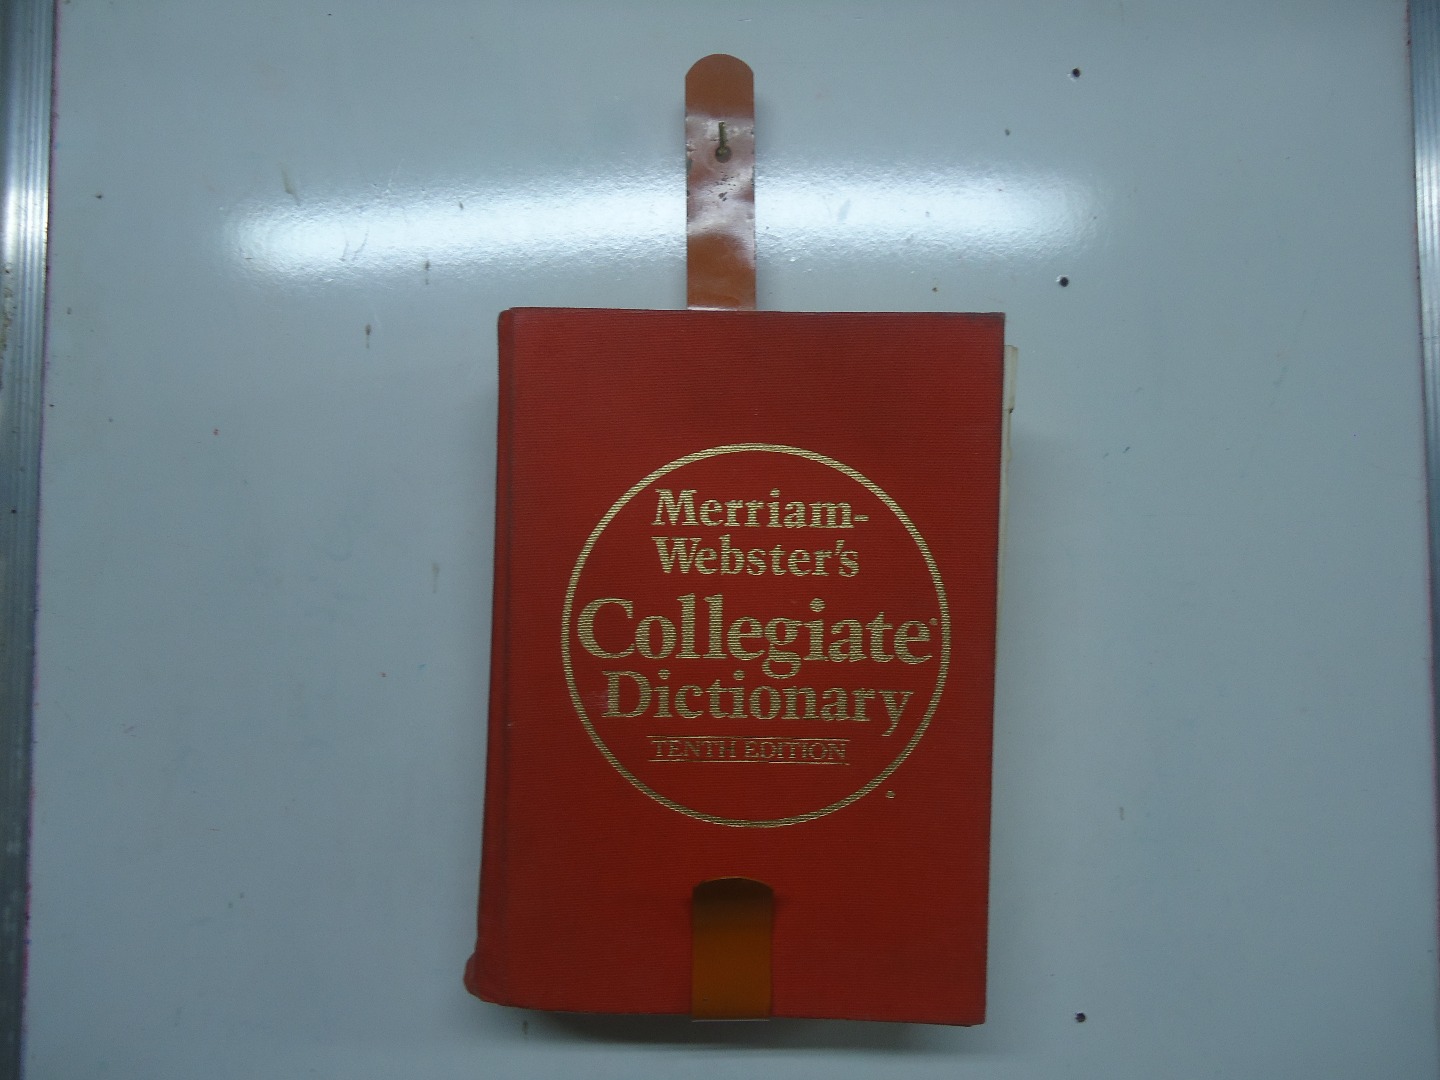 Merriam-
Webster's
Collegiate®
Dictionary
TENTH EDITION